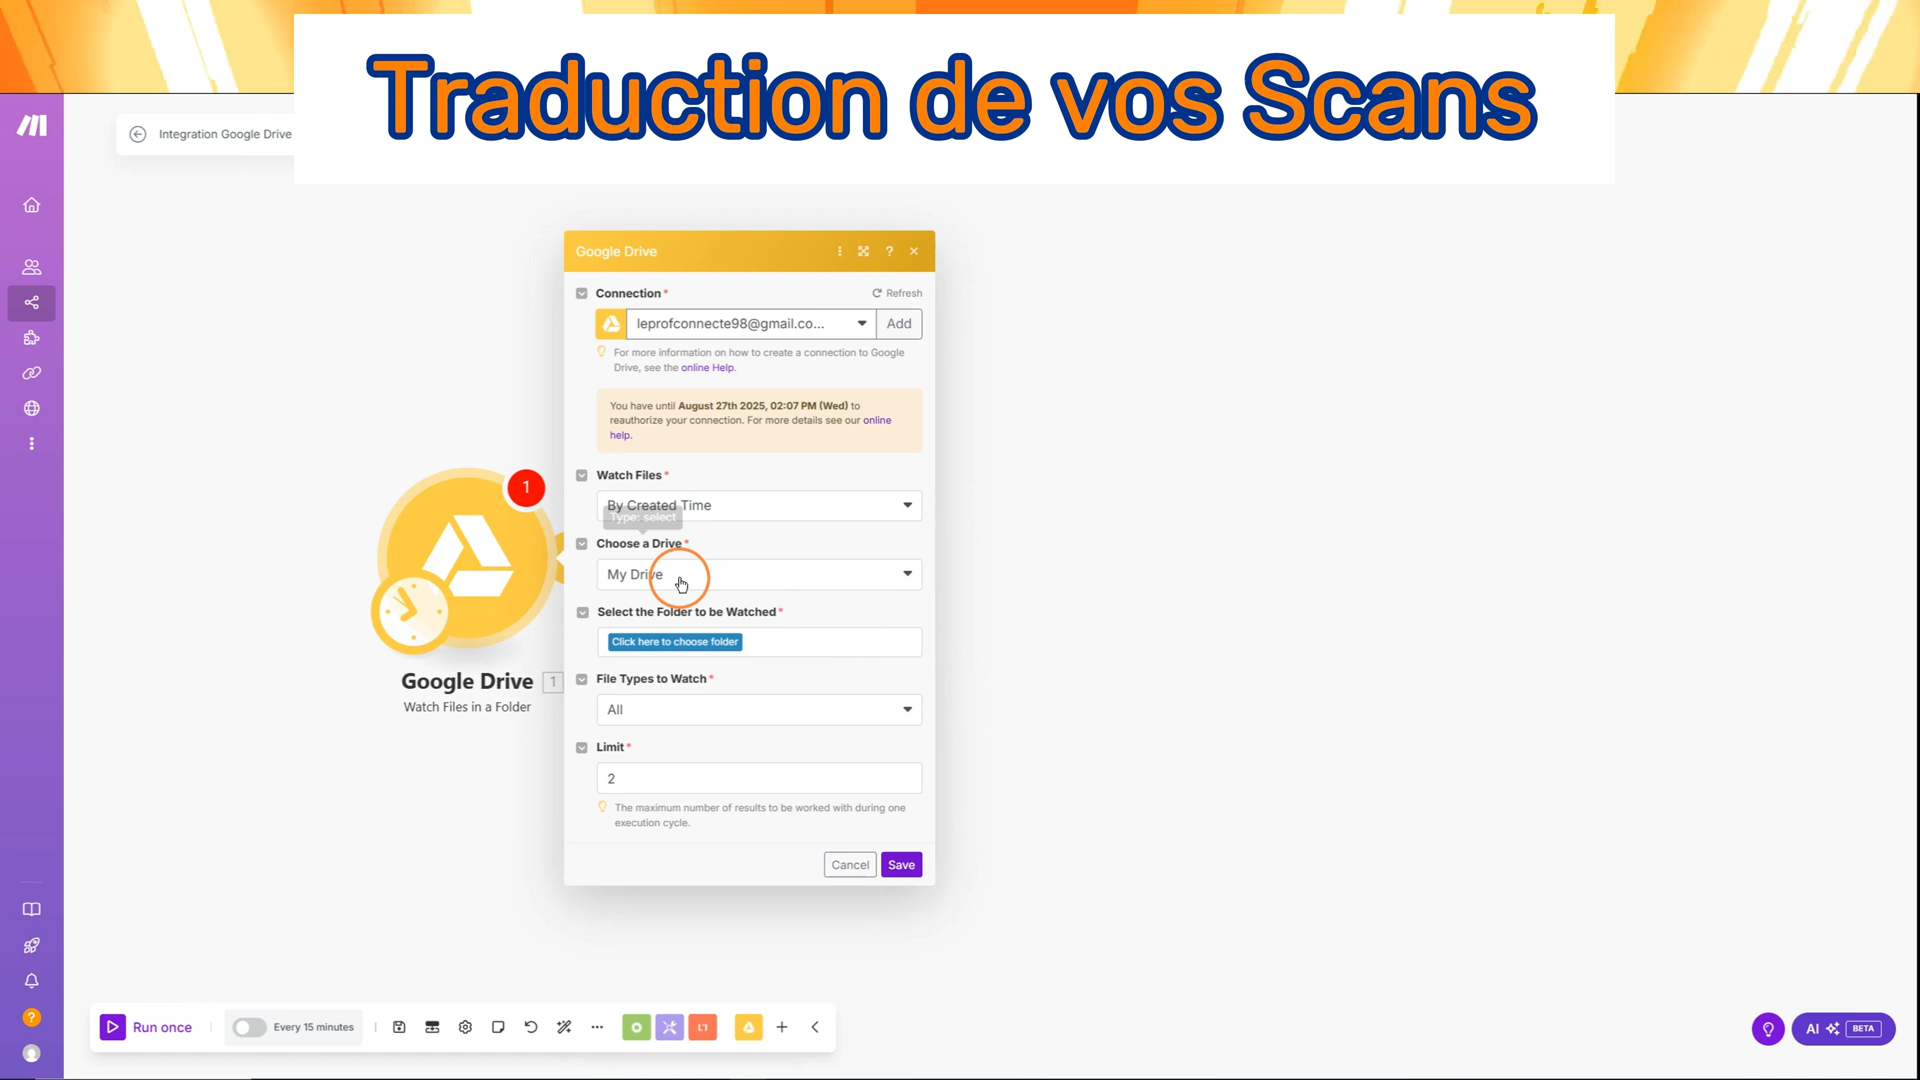 Traduction de vos Scans
Integration Google Drive
Google Drive
?
Connection *
Refresh
leprofconnecte98@gmail.co...
Add
For more information on how to create a connection to Google
Drive, see the online Help.
You have until August 27th 2025, 02:07 PM (Wed) to
reauthorize your connection. For more details see our online
help.
Watch Files *
By Created Time
Type: select
Choose a Drive *
My Drive
Select the Folder to be Watched *
Click here to choose folder
File Types to Watch *
All
Limit *
2
The maximum number of results to be worked with during one
execution cycle.
Cancel
Save
1
Google Drive 1
Watch Files in a Folder
?
Run once
Every 15 minutes
AI BETA